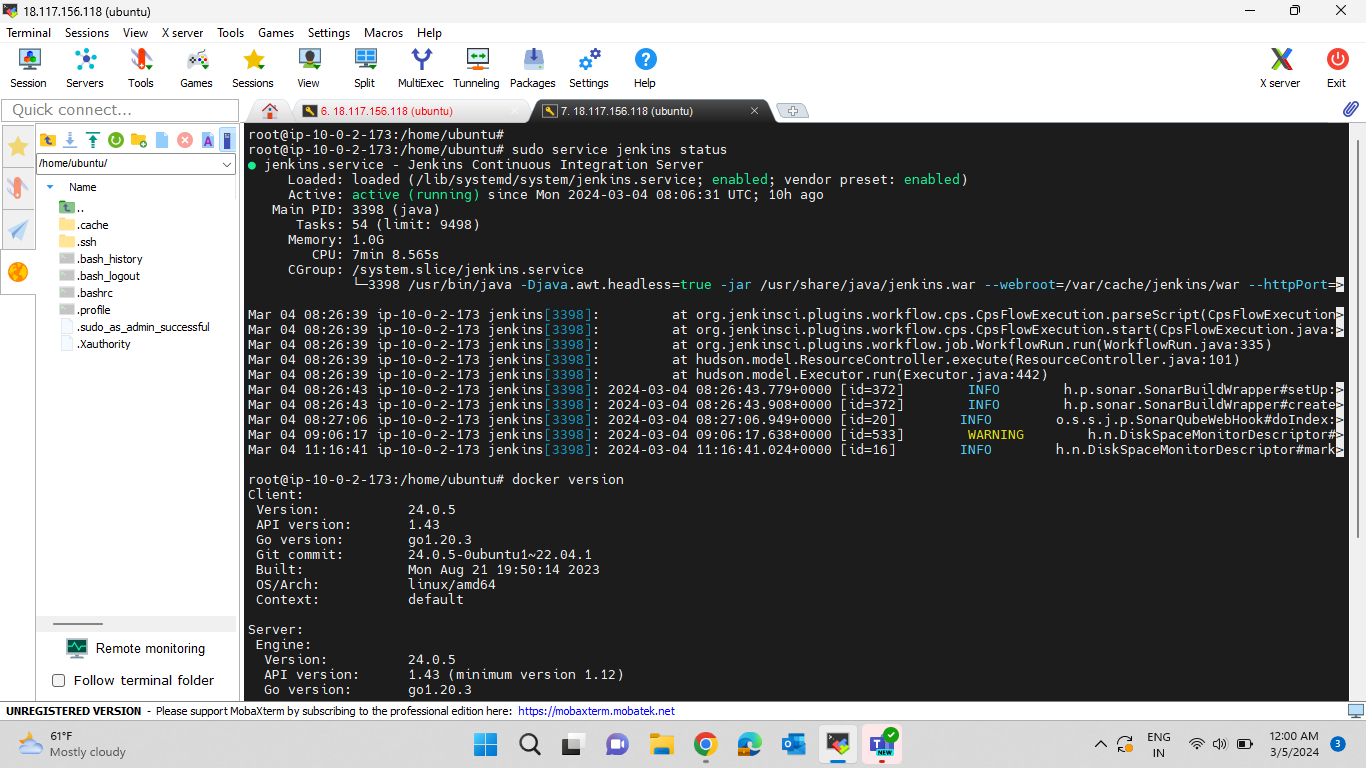 18.117.156.118 (ubuntu)
Terminal Sessions View X server Tools Games Settings Macros Help
Session Servers Tools Games Sessions View Split MultiExec Tunneling Packages Settings Help X server Exit
Quick connect...
6. 18.117.156.118 (ubuntu)
7. 18.117.156.118 (ubuntu)
/home/ubuntu/
Name
..
.cache
.ssh
.bash_history
.bash_logout
.bashrc
.profile
.sudo_as_admin_successful
.Xauthority
Remote monitoring
Follow terminal folder
root@ip-10-0-2-173:/home/ubuntu#
root@ip-10-0-2-173:/home/ubuntu# sudo service jenkins status
● jenkins.service - Jenkins Continuous Integration Server
Loaded: loaded (/lib/systemd/system/jenkins.service; enabled; vendor preset: enabled)
Active: active (running) since Mon 2024-03-04 08:06:31 UTC; 10h ago
Main PID: 3398 (java)
Tasks: 54 (limit: 9498)
Memory: 1.0G
CPU: 7min 8.565s
CGroup: /system.slice/jenkins.service
└─3398 /usr/bin/java -Djava.awt.headless=true -jar /usr/share/java/jenkins.war --webroot=/var/cache/jenkins/war --httpPort=>
Mar 04 08:26:39 ip-10-0-2-173 jenkins[3398]: at org.jenkinsci.plugins.workflow.cps.CpsFlowExecution.parseScript(CpsFlowExecution>
Mar 04 08:26:39 ip-10-0-2-173 jenkins[3398]: at org.jenkinsci.plugins.workflow.cps.CpsFlowExecution.start(CpsFlowExecution.java:>
Mar 04 08:26:39 ip-10-0-2-173 jenkins[3398]: at org.jenkinsci.plugins.workflow.job.WorkflowRun.run(WorkflowRun.java:335)
Mar 04 08:26:39 ip-10-0-2-173 jenkins[3398]: at hudson.model.ResourceController.execute(ResourceController.java:101)
Mar 04 08:26:39 ip-10-0-2-173 jenkins[3398]: at hudson.model.Executor.run(Executor.java:442)
Mar 04 08:26:43 ip-10-0-2-173 jenkins[3398]: 2024-03-04 08:26:43.779+0000 [id=372] INFO h.p.sonar.SonarBuildWrapper#setUp:>
Mar 04 08:26:43 ip-10-0-2-173 jenkins[3398]: 2024-03-04 08:26:43.908+0000 [id=372] INFO h.p.sonar.SonarBuildWrapper#create>
Mar 04 08:27:06 ip-10-0-2-173 jenkins[3398]: 2024-03-04 08:27:06.949+0000 [id=20] INFO o.s.s.j.p.SonarQubeWebHook#doIndex:>
Mar 04 09:06:17 ip-10-0-2-173 jenkins[3398]: 2024-03-04 09:06:17.638+0000 [id=533] WARNING h.n.DiskSpaceMonitorDescriptor#>
Mar 04 11:16:41 ip-10-0-2-173 jenkins[3398]: 2024-03-04 11:16:41.024+0000 [id=16] INFO h.n.DiskSpaceMonitorDescriptor#mark>
root@ip-10-0-2-173:/home/ubuntu# docker version
Client:
Version: 24.0.5
API version: 1.43
Go version: go1.20.3
Git commit: 24.0.5-0ubuntu1~22.04.1
Built: Mon Aug 21 19:50:14 2023
OS/Arch: linux/amd64
Context: default
Server:
Engine:
Version: 24.0.5
API version: 1.43 (minimum version 1.12)
Go version: go1.20.3
UNREGISTERED VERSION - Please support MobaXterm by subscribing to the professional edition here: https://mobaxterm.mobatek.net
61°F
Mostly cloudy
NEW
ENG
IN
12:00 AM
3/5/2024
3